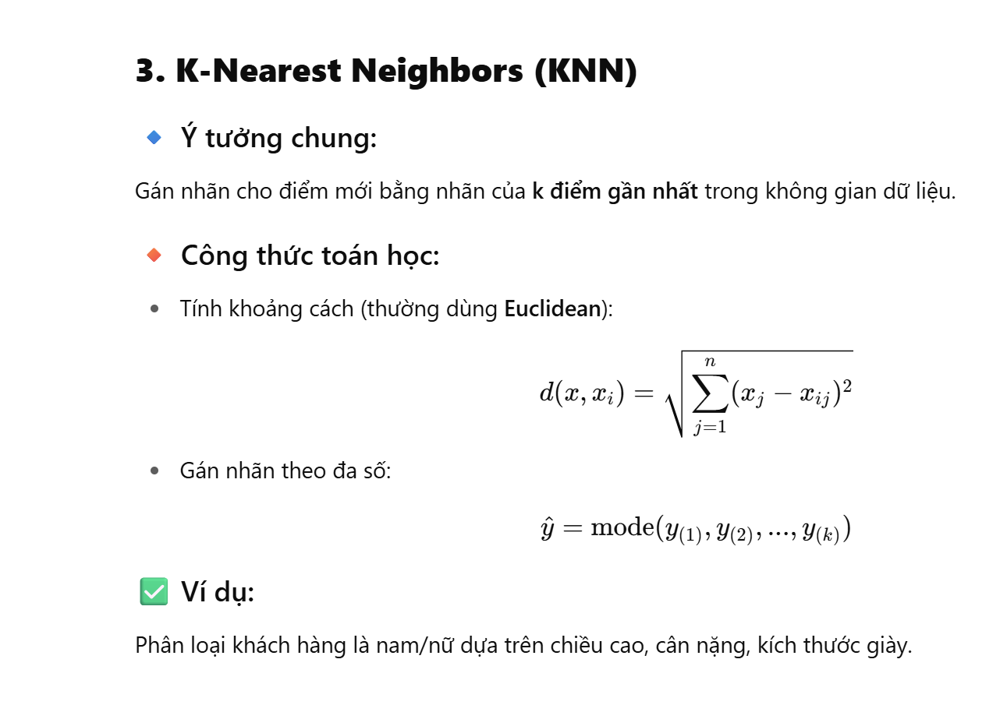 3. K-Nearest Neighbors (KNN)
🔹 Ý tưởng chung:
Gán nhãn cho điểm mới bằng nhãn của k điểm gần nhất trong không gian dữ liệu.
🔸 Công thức toán học:
• Tính khoảng cách (thường dùng Euclidean):
$d(x, x_i) = \sqrt{\sum_{j=1}^{n} (x_j - x_{ij})^2}$
• Gán nhãn theo đa số:
$\hat{y} = \text{mode}(y_{(1)}, y_{(2)}, ..., y_{(k)})$
✅ Ví dụ:
Phân loại khách hàng là nam/nữ dựa trên chiều cao, cân nặng, kích thước giày.